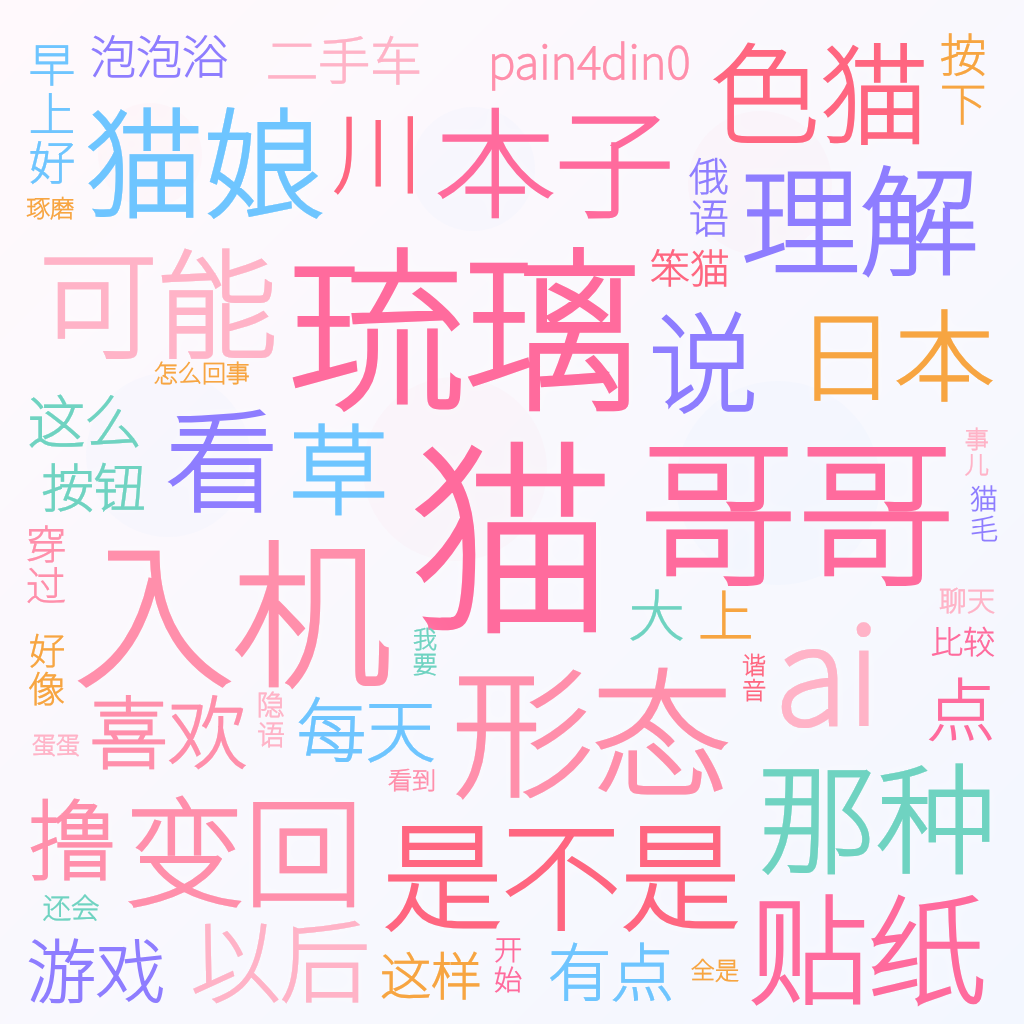 早上好
泡泡浴
二手车
pain4din0
色猫
按下
猫娘
川
本子
俄语
理解
琢磨
可能
琉璃
笨猫
说
日本
怎么回事
这么
看
草
猫
哥哥
事儿
按钮
猫毛
穿过
入机
大
上
聊天
我要
比较
好像
谐音
ai
点
喜欢
隐语
每天
形态
蛋蛋
看到
那种
撸
变回
是不是
还会
贴纸
游戏
以后
这样
开始
有点
全是